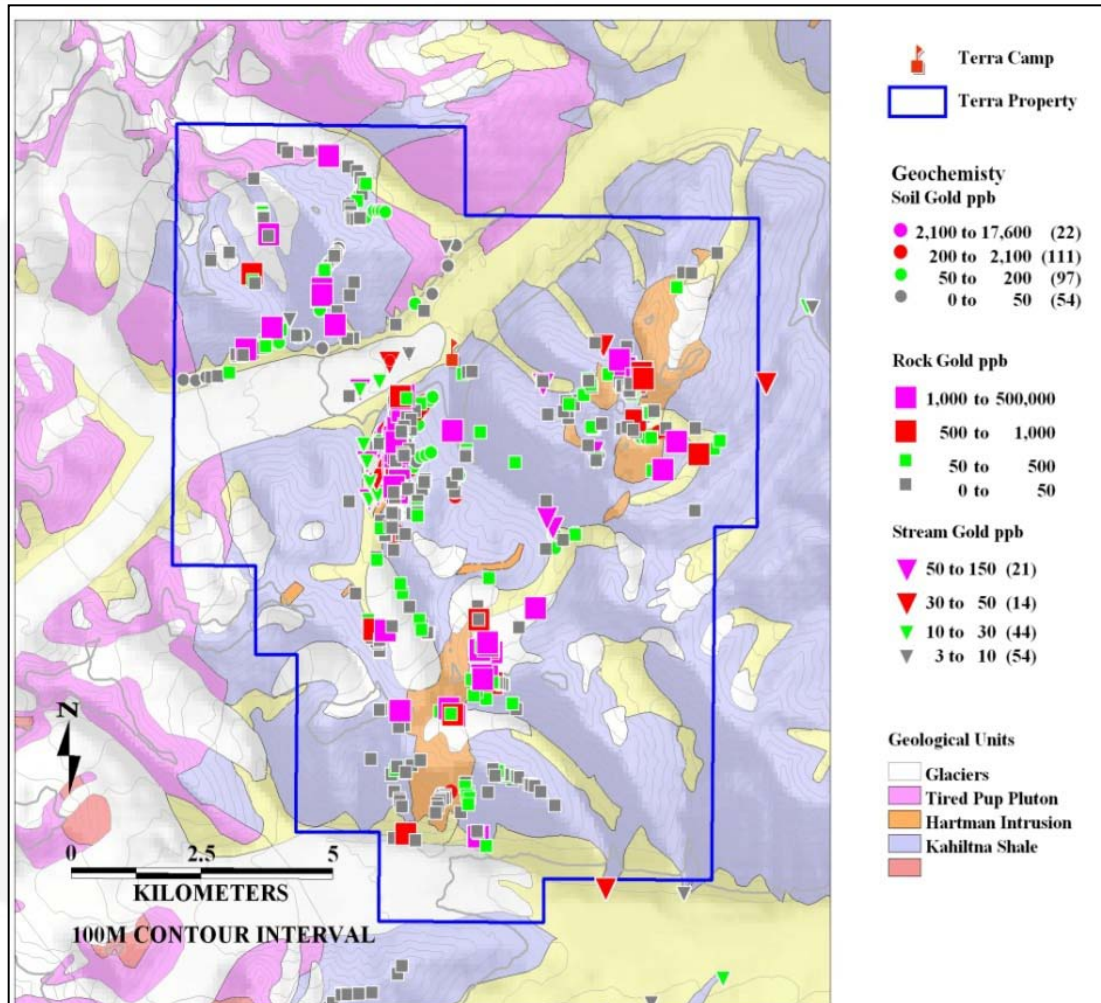 Terra Camp
Terra Property
Geochemisty
Soil Gold ppb
2,100 to 17,600 (22)
200 to 2,100 (111)
50 to 200 (97)
0 to 50 (54)
Rock Gold ppb
1,000 to 500,000
500 to 1,000
50 to 500
0 to 50
Stream Gold ppb
50 to 150 (21)
30 to 50 (14)
10 to 30 (44)
3 to 10 (54)
Geological Units
Glaciers
Tired Pup Pluton
Hartman Intrusion
Kahiltna Shale
N
0 2.5 5
KILOMETERS
100M CONTOUR INTERVAL